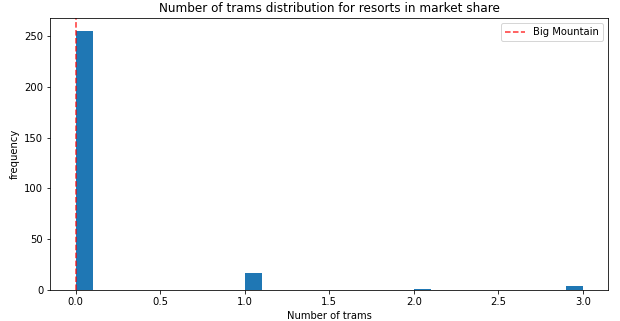 Number of trams distribution for resorts in market share
Big Mountain
250
200
150
100
50
0
frequency
0.0 0.5 1.0 1.5 2.0 2.5 3.0
Number of trams